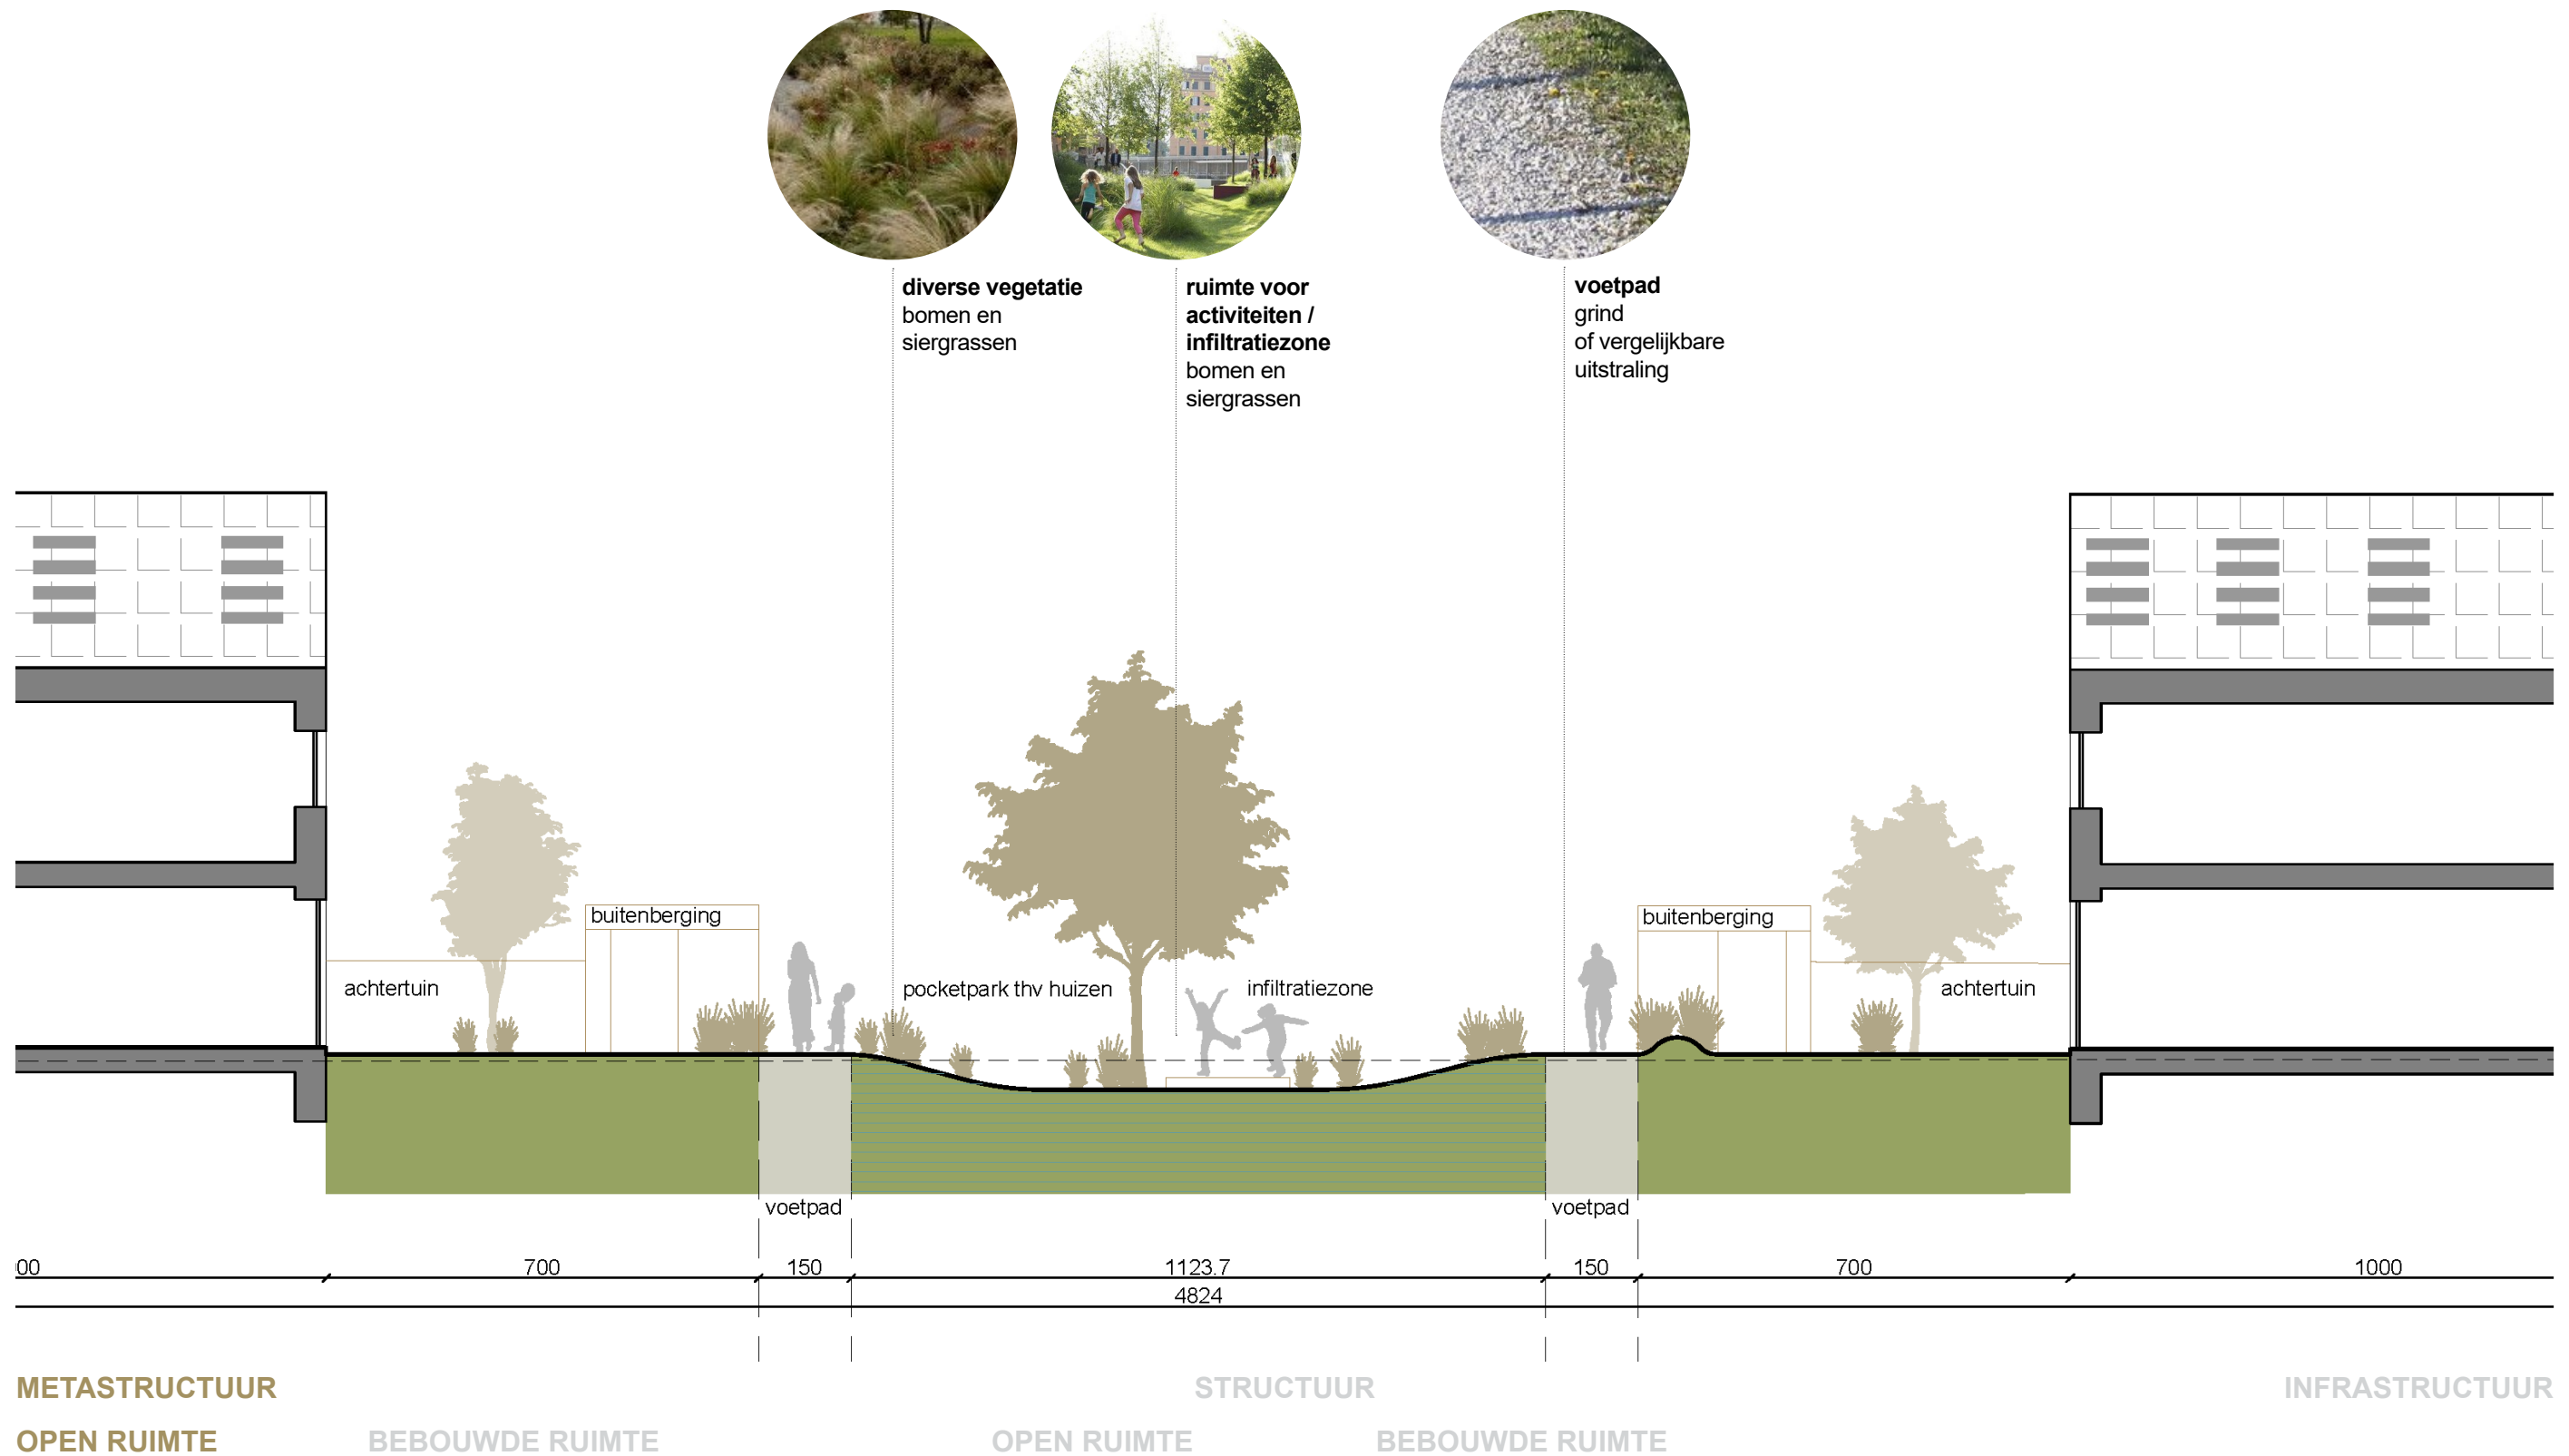 diverse vegetatie
bomen en
siergrassen
ruimte voor
activiteiten /
infiltratiezone
bomen en
siergrassen
voetpad
grind
of vergelijkbare
uitstraling
buitenberging
buitenberging
achtertuin
pocketpark thv huizen
infiltratiezone
achtertuin
voetpad
voetpad
00
700
150
1123.7
150
700
1000
4824
METASTRUCTUUR
STRUCTUUR
INFRASTRUCTUUR
OPEN RUIMTE
BEBOUWDE RUIMTE
OPEN RUIMTE
BEBOUWDE RUIMTE